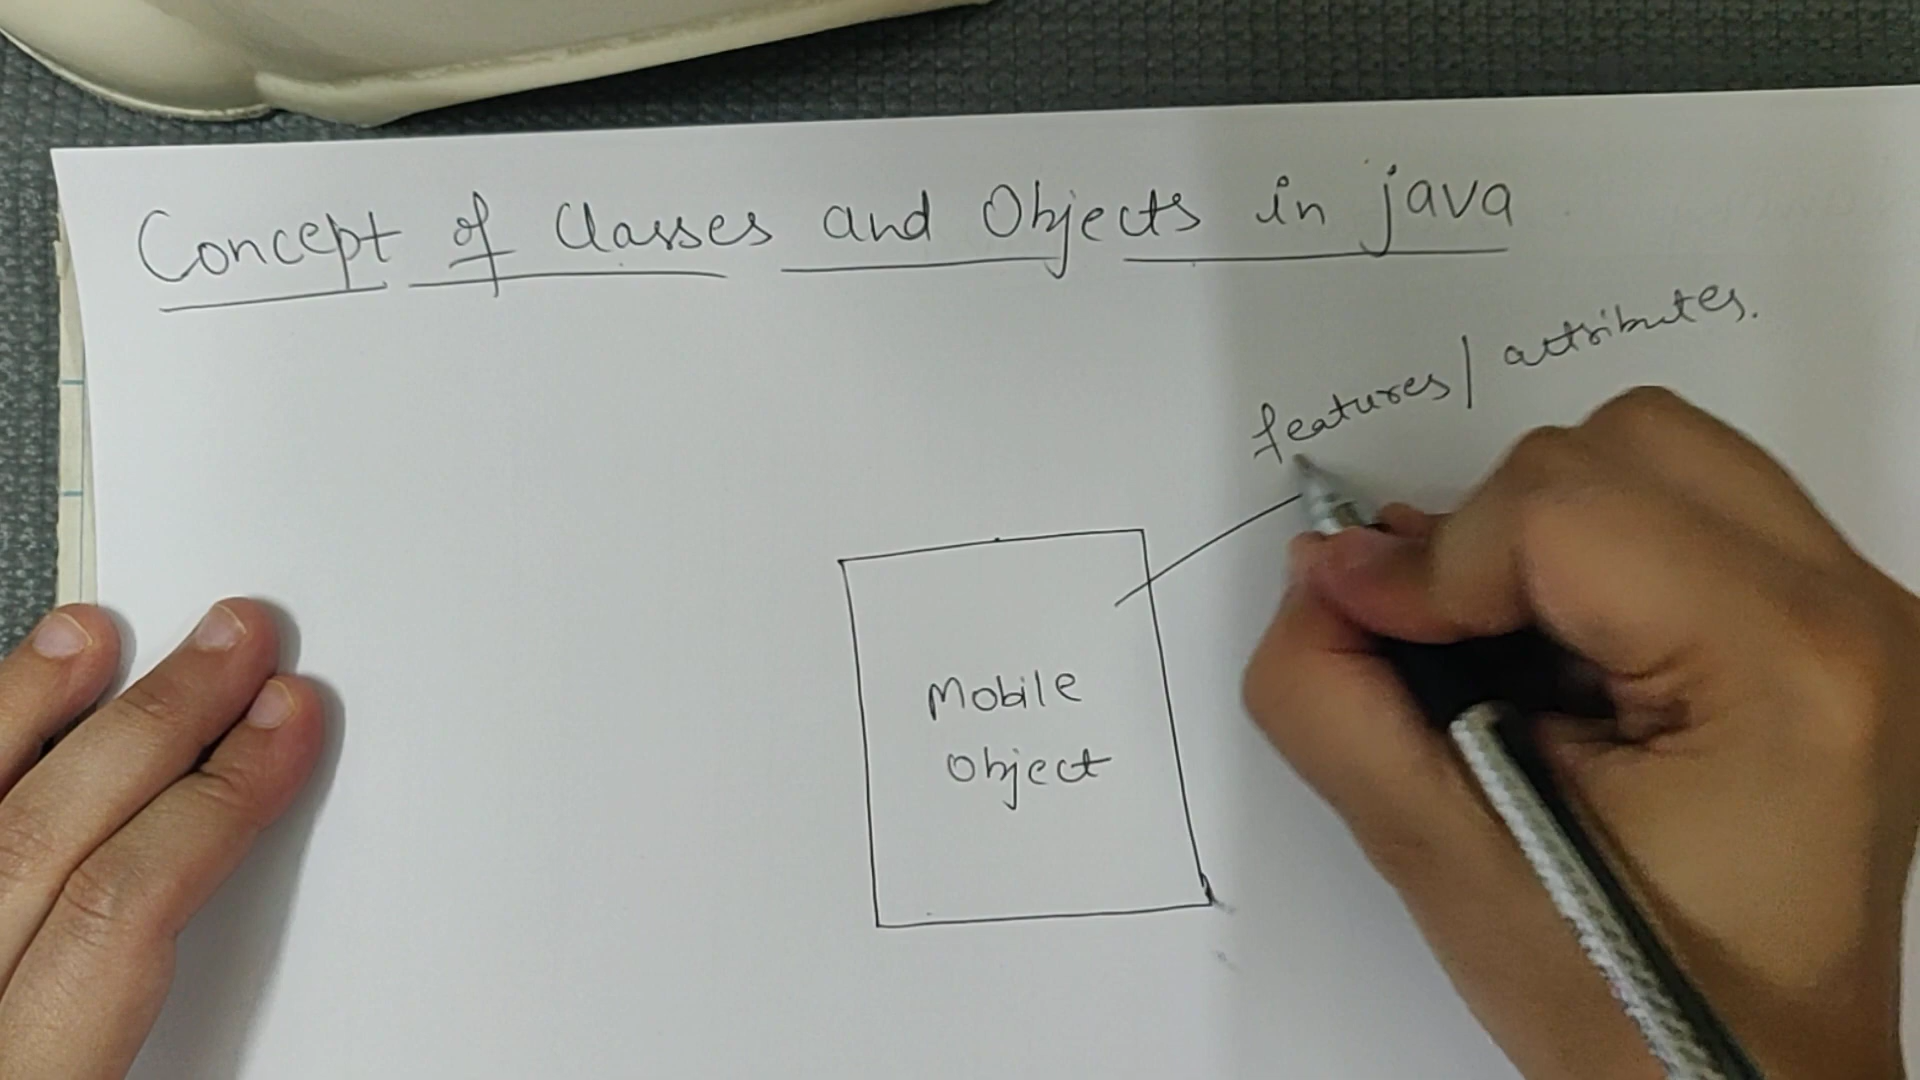 Concept of Classes and Objects in java
features/ attributes.
Mobile
Object